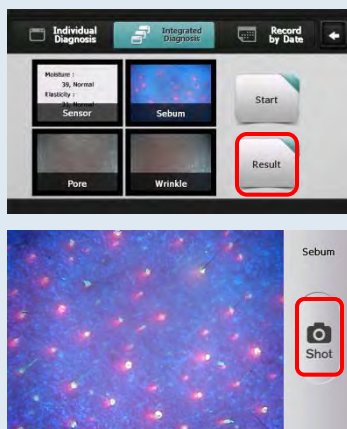 Individual
Diagnosis
Integrated
Diagnosis
Record
by Date
Moisture :
39, Normal
Elasticity :
Normal
Sensor
Sebum
Start
Pore
Wrinkle
Result
Sebum
Shot